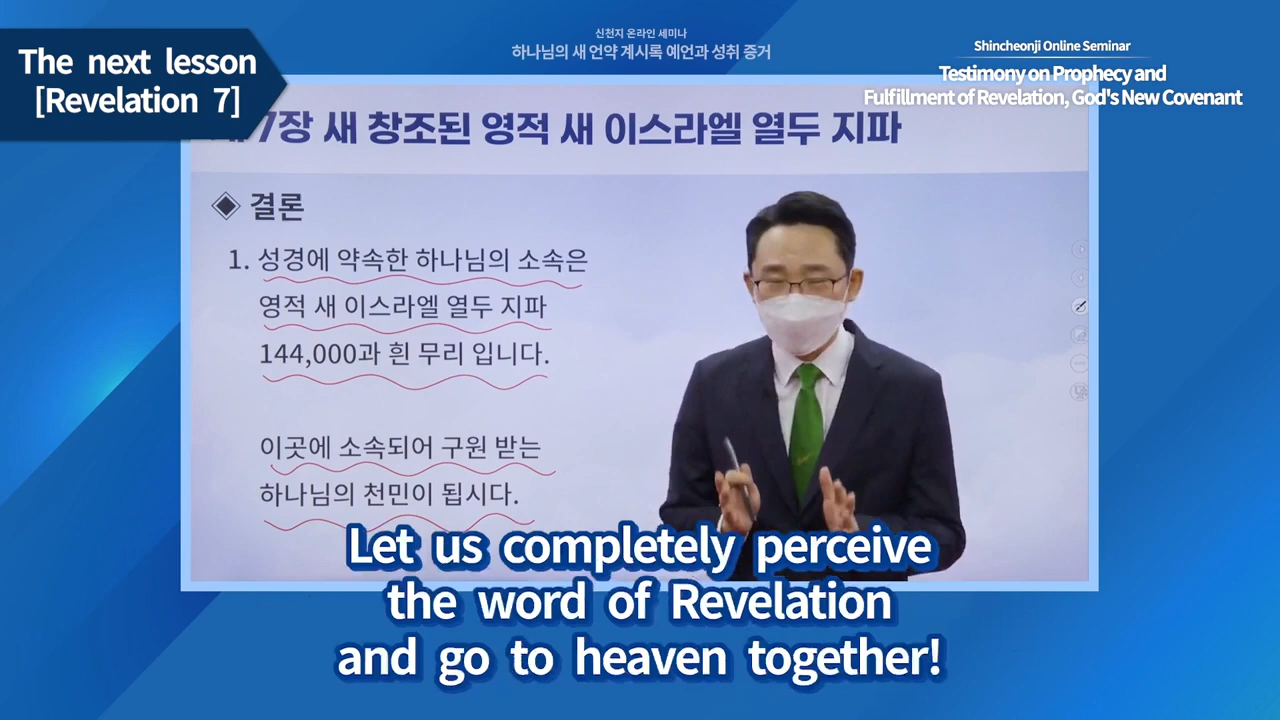 The next lesson
[Revelation 7]
신천지 온라인 세미나
하나님의 새 언약 계시록 예언과 성취 증거
Shincheonji Online Seminar
Testimony on Prophecy and
Fulfillment of Revelation, God's New Covenant
7장 새 창조된 영적 새 이스라엘 열두 지파
◈ 결론
1. 성경에 약속한 하나님의 소속은
영적 새 이스라엘 열두 지파
144,000과 흰 무리 입니다.
이곳에 소속되어 구원 받는
하나님의 천민이 됩시다.
Let us completely perceive
the word of Revelation
and go to heaven together!